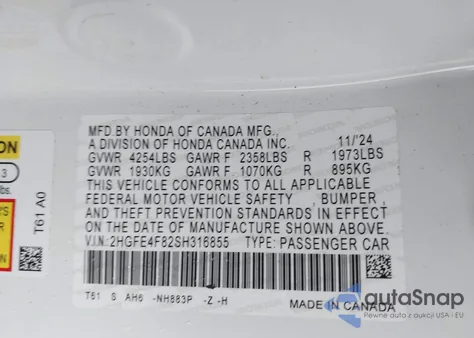 MFD.BY HONDA OF CANADA MFG.,
A DIVISION OF HONDA CANADA INC. 11/'24
GVWR 4254LBS GAWR F 2358LBS R 1973LBS
GVWR 1930KG GAWR F 1070KG R 895KG
THIS VEHICLE CONFORMS TO ALL APPLICABLE
FEDERAL MOTOR VEHICLE SAFETY , BUMPER ,
AND THEFT PREVENTION STANDARDS IN EFFECT
ON THE DATE OF MANUFACTURE SHOWN ABOVE.
V.I.N:2HGFE4F82SH316855 TYPE: PASSENGER CAR
T61 S AH6 -NH883P -Z -H
MADE IN CANADA
T61 A0
ON
3
lbs.
autoSnap
Pewne auta z USA i EU